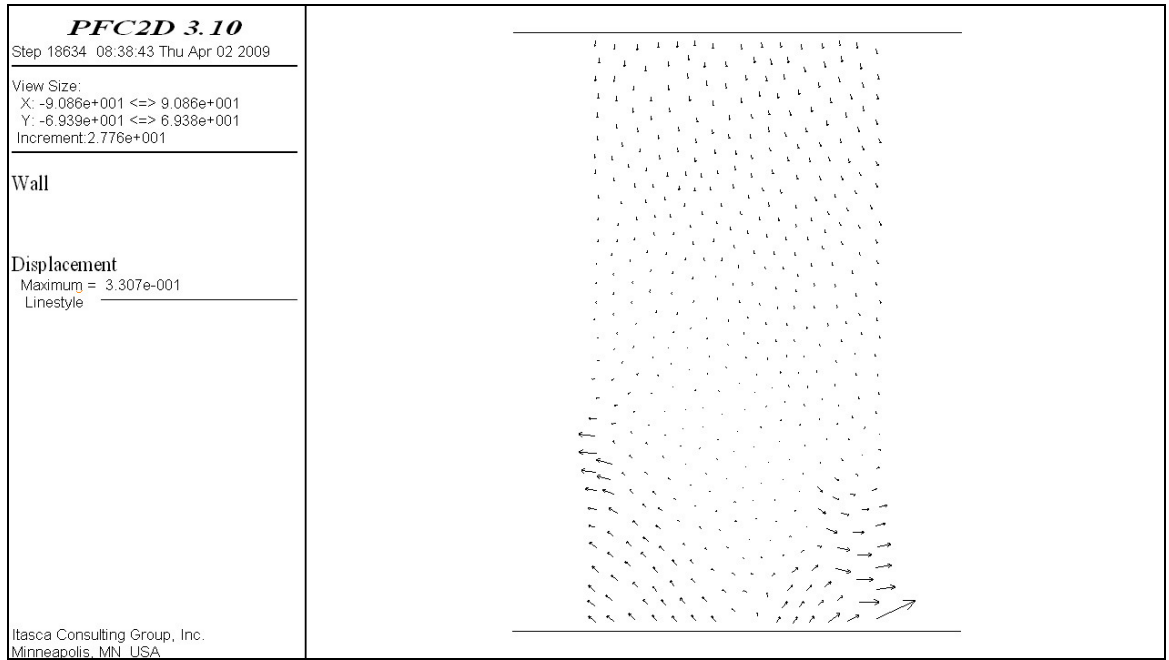 PFC2D 3.10
Step 18634 08:38:43 Thu Apr 02 2009
View Size:
X: -9.086e+001 <=> 9.086e+001
Y: -6.939e+001 <=> 6.938e+001
Increment:2.776e+001
Wall
Displacement
Maximum = 3.307e-001
Linestyle
Itasca Consulting Group, Inc.
Minneapolis, MN USA